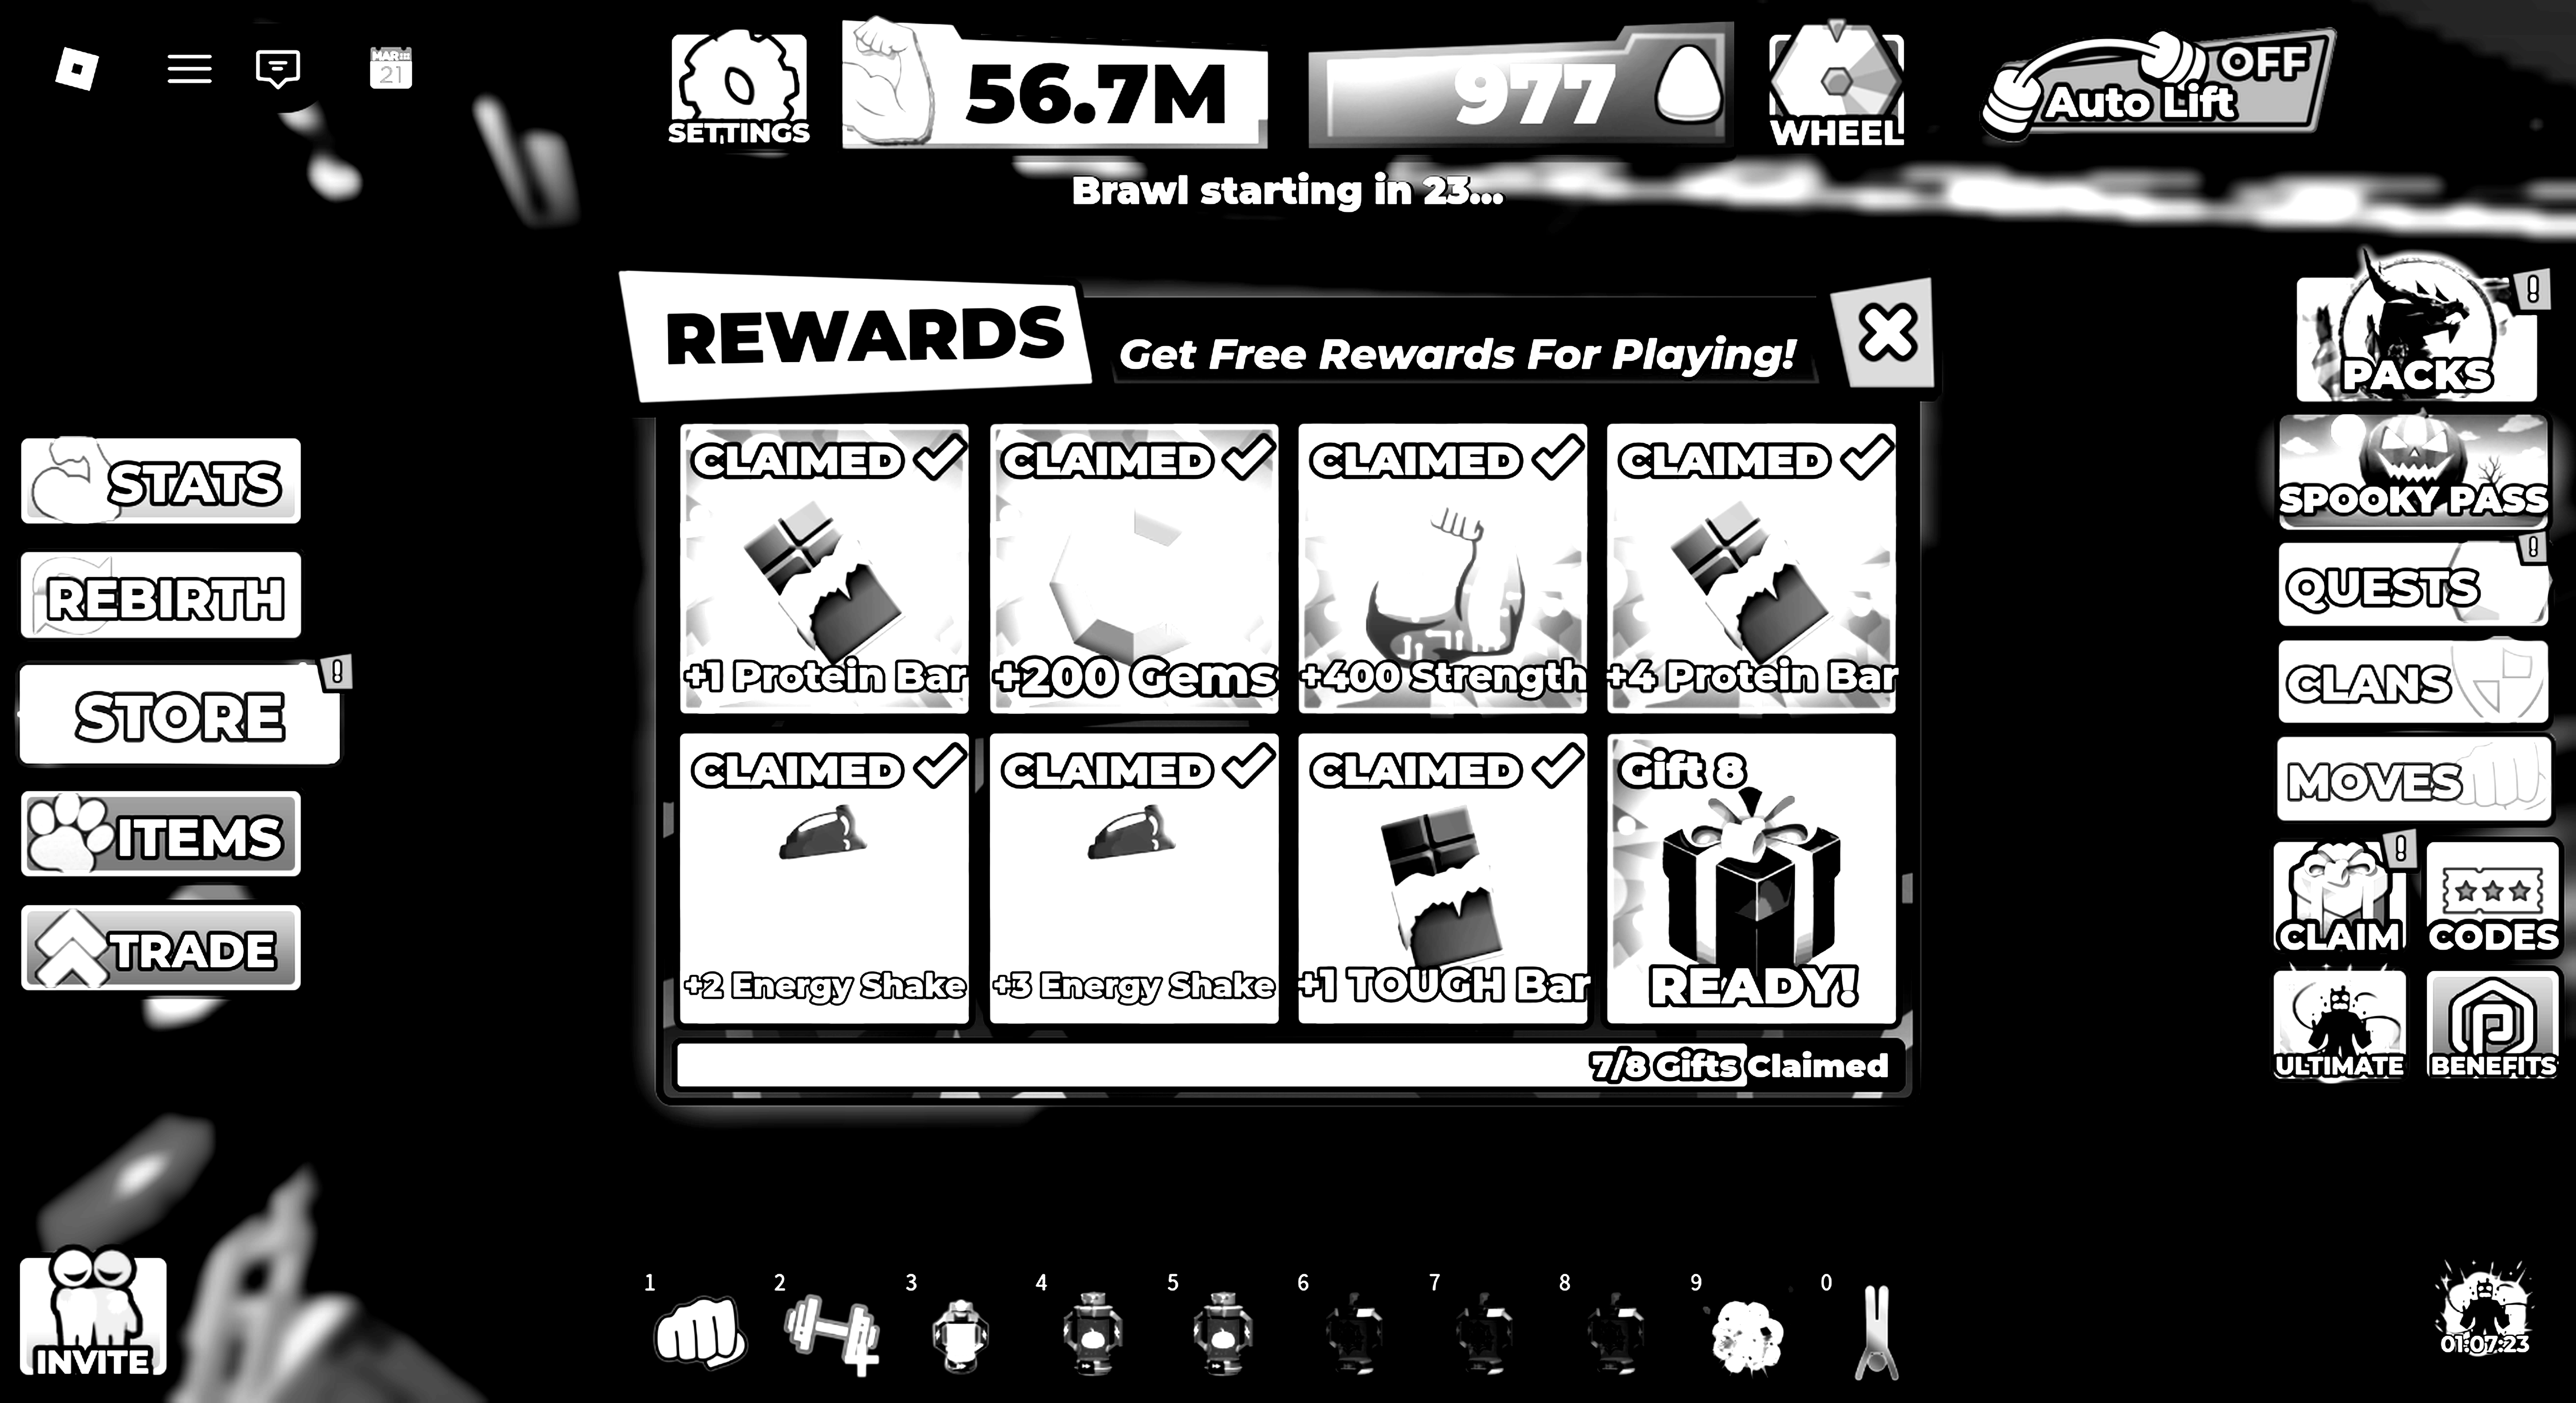 MAR
21
SETTINGS
56.7M
977
WHEEL
OFF
Auto Lift
Brawl starting in 23...
REWARDS
Get Free Rewards For Playing!
CLAIMED
+1 Protein Bar
CLAIMED
+200 Gems
CLAIMED
+400 Strength
CLAIMED
+4 Protein Bar
CLAIMED
+2 Energy Shake
CLAIMED
+3 Energy Shake
CLAIMED
+1 TOUGH Bar
Gift 8
READY!
7/8 Gifts Claimed
STATS
REBIRTH
STORE
!
ITEMS
TRADE
INVITE
!
PACKS
SPOOKY PASS
!
QUESTS
CLANS
MOVES
!
CLAIM
CODES
ULTIMATE
BENEFITS
1 2 3 4 5 6 7 8 9 0
01:07:23